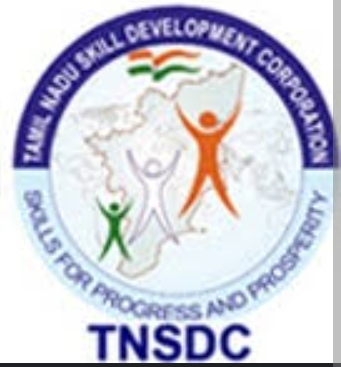 TAMIL NADU SKILL DEVELOPMENT CORPORATION
SKILLS FOR PROGRESS AND PROSPERITY
TNSDC